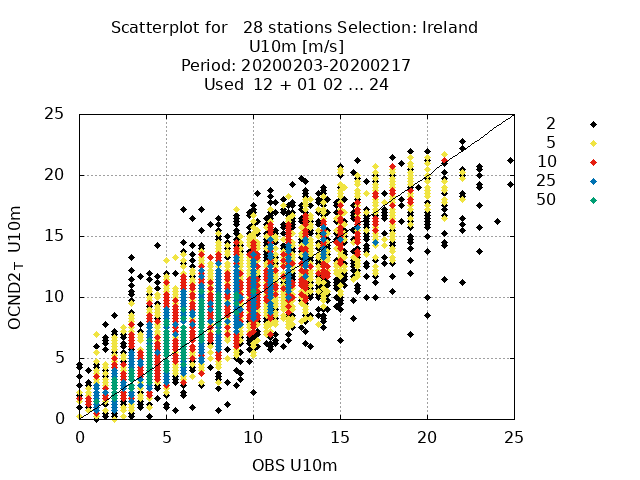 Scatterplot for   28 stations Selection: Ireland
U10m [m/s]
Period: 20200203-20200217
Used  12 + 01 02 ... 24
25
20
15
10
5
0
0 5 10 15 20 25
OCND2 T  U10m
OBS U10m
2
5
10
25
50